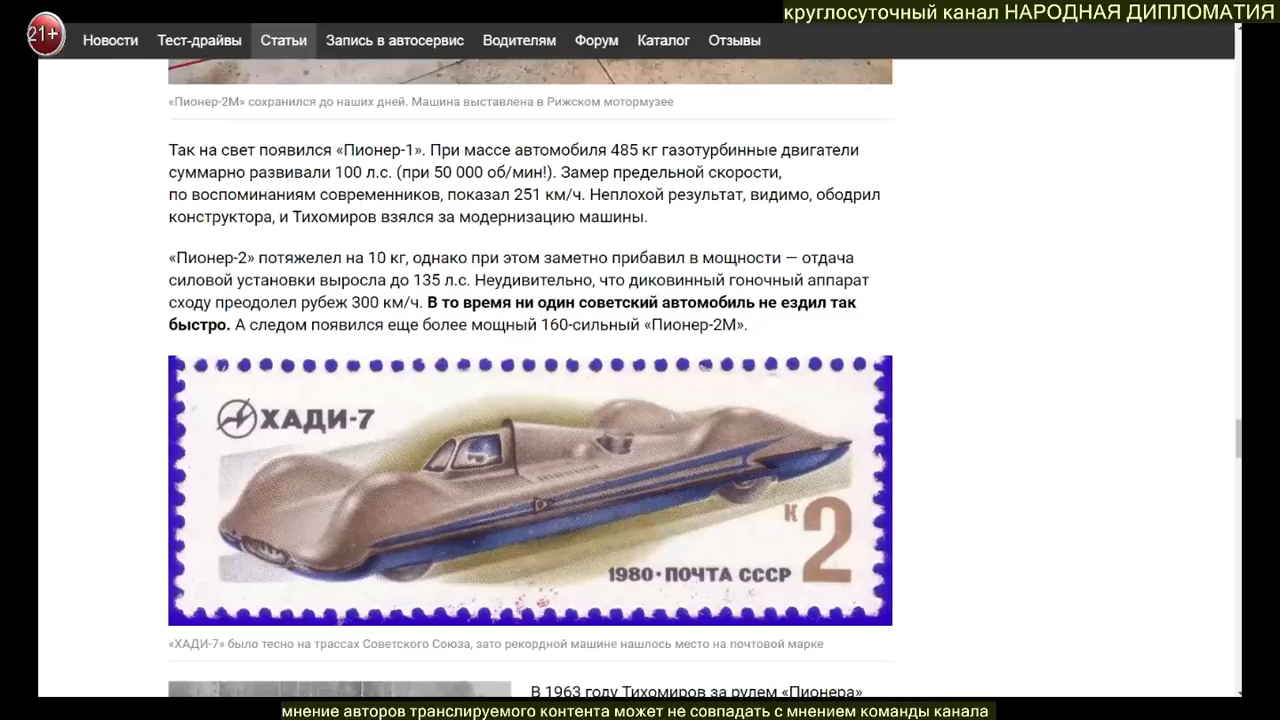 круглосуточный канал НАРОДНАЯ ДИПЛОМАТИЯ
21+
Новости Тест-драйвы Статьи Запись в автосервис Водителям Форум Каталог Отзывы
«Пионер-2М» сохранился до наших дней. Машина выставлена в Рижском мотормузее
Так на свет появился «Пионер-1». При массе автомобиля 485 кг газотурбинные двигатели
суммарно развивали 100 л.с. (при 50 000 об/мин!). Замер предельной скорости,
по воспоминаниям современников, показал 251 км/ч. Неплохой результат, видимо, ободрил
конструктора, и Тихомиров взялся за модернизацию машины.
«Пионер-2» потяжелел на 10 кг, однако при этом заметно прибавил в мощности — отдача
силовой установки выросла до 135 л.с. Неудивительно, что диковинный гоночный аппарат
сходу преодолел рубеж 300 км/ч. В то время ни один советский автомобиль не ездил так
быстро. А следом появился еще более мощный 160-сильный «Пионер-2М».
ХАДИ-7
к 2
1980·ПОЧТА СССР
«ХАДИ-7» было тесно на трассах Советского Союза, зато рекордной машине нашлось место на почтовой марке
В 1963 году Тихомиров за рулем «Пионера»
мнение авторов транслируемого контента может не совпадать с мнением команды канала